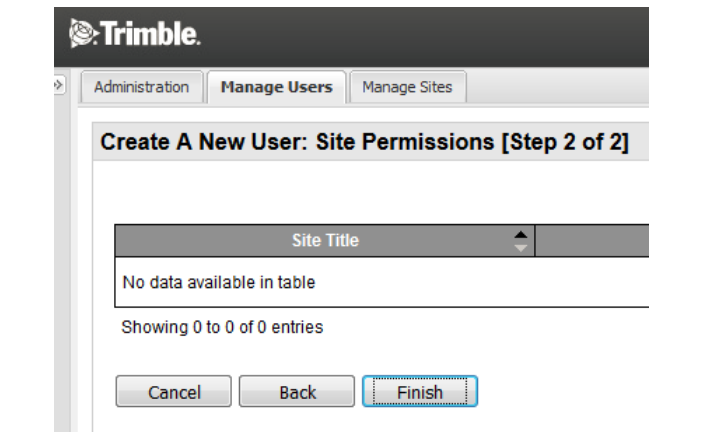 Trimble.
Administration Manage Users Manage Sites
Create A New User: Site Permissions [Step 2 of 2]
Site Title
No data available in table
Showing 0 to 0 of 0 entries
Cancel Back Finish